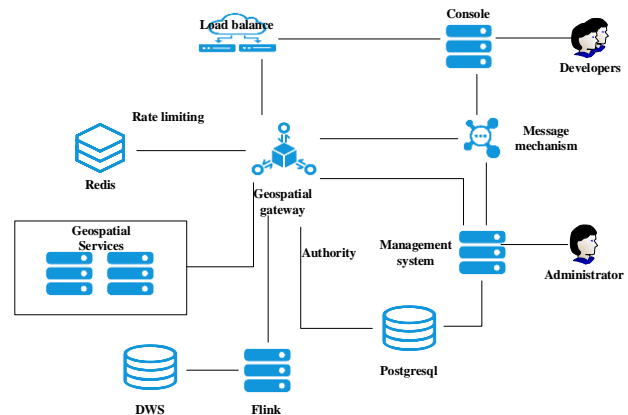 Console
Load balance
Developers
Rate limiting
Message
mechanism
Redis
Geospatial
gateway
Geospatial
Services
Authority
Management
system
Administrator
Postgresql
DWS
Flink